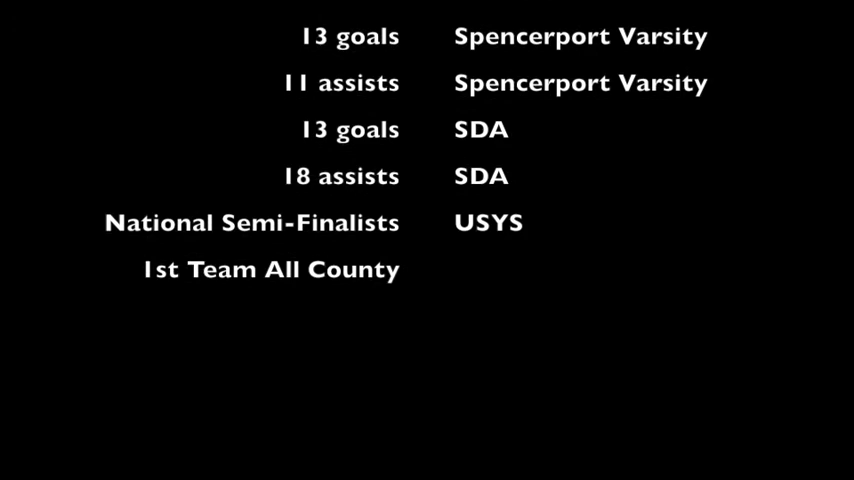 13 goals Spencerport Varsity
11 assists Spencerport Varsity
13 goals SDA
18 assists SDA
National Semi-Finalists USYS
1st Team All County